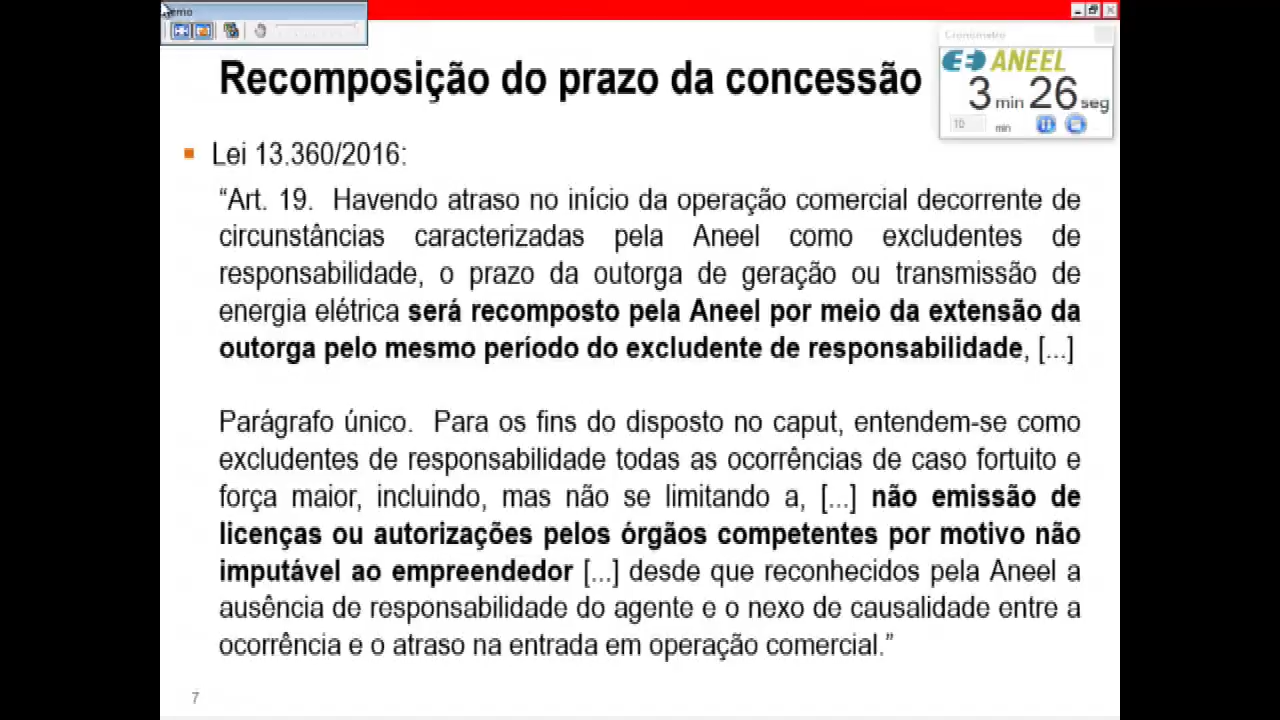 Cronômetro
ANEEL
3 min 26 seg
10 min
Recomposição do prazo da concessão
Lei 13.360/2016:
“Art. 19. Havendo atraso no início da operação comercial decorrente de
circunstâncias caracterizadas pela Aneel como excludentes de
responsabilidade, o prazo da outorga de geração ou transmissão de
energia elétrica será recomposto pela Aneel por meio da extensão da
outorga pelo mesmo período do excludente de responsabilidade, [...]
Parágrafo único. Para os fins do disposto no caput, entendem-se como
excludentes de responsabilidade todas as ocorrências de caso fortuito e
força maior, incluindo, mas não se limitando a, [...] não emissão de
licenças ou autorizações pelos órgãos competentes por motivo não
imputável ao empreendedor [...] desde que reconhecidos pela Aneel a
ausência de responsabilidade do agente e o nexo de causalidade entre a
ocorrência e o atraso na entrada em operação comercial.”
7